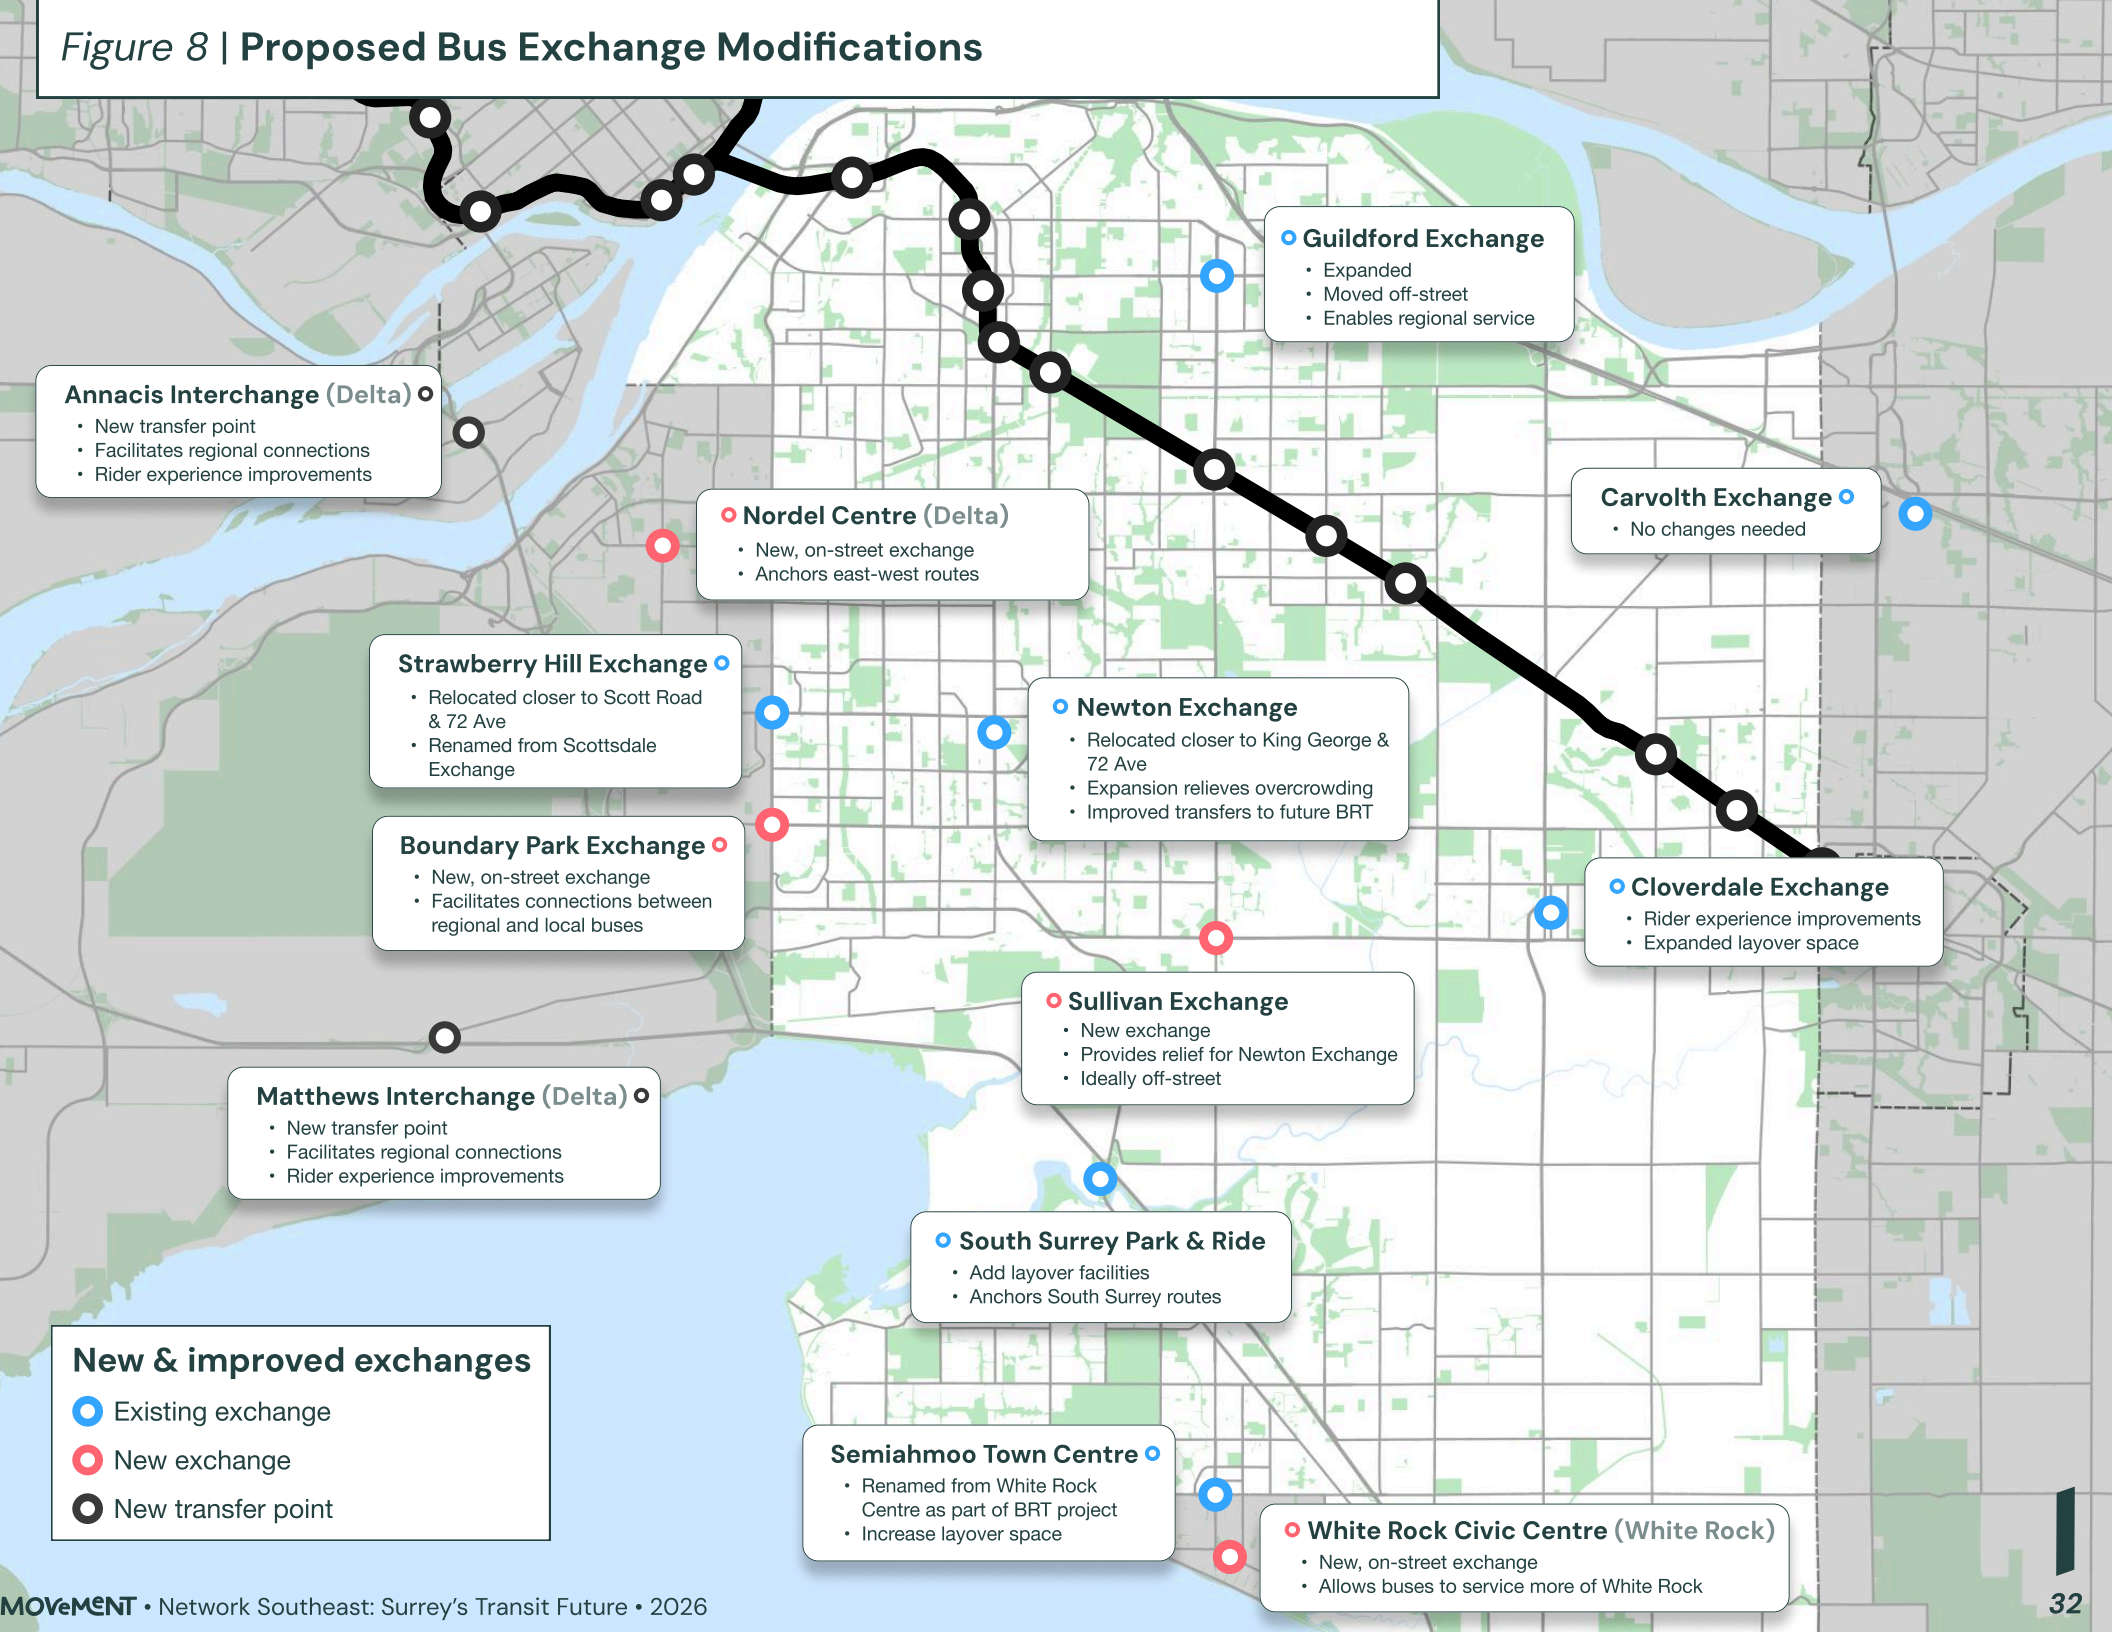 Figure 8 | Proposed Bus Exchange Modifications
Guildford Exchange
• Expanded
• Moved off-street
• Enables regional service
Annacis Interchange (Delta)
• New transfer point
• Facilitates regional connections
• Rider experience improvements
Nordel Centre (Delta)
• New, on-street exchange
• Anchors east-west routes
Carvolth Exchange
• No changes needed
Strawberry Hill Exchange
• Relocated closer to Scott Road
& 72 Ave
• Renamed from Scottsdale
Exchange
Newton Exchange
• Relocated closer to King George &
72 Ave
• Expansion relieves overcrowding
• Improved transfers to future BRT
Boundary Park Exchange
• New, on-street exchange
• Facilitates connections between
regional and local buses
Cloverdale Exchange
• Rider experience improvements
• Expanded layover space
Sullivan Exchange
• New exchange
• Provides relief for Newton Exchange
• Ideally off-street
Matthews Interchange (Delta)
• New transfer point
• Facilitates regional connections
• Rider experience improvements
South Surrey Park & Ride
• Add layover facilities
• Anchors South Surrey routes
New & improved exchanges
Existing exchange
New exchange
New transfer point
Semiahmoo Town Centre
• Renamed from White Rock
Centre as part of BRT project
• Increase layover space
White Rock Civic Centre (White Rock)
• New, on-street exchange
• Allows buses to service more of White Rock
MOVeMeNT • Network Southeast: Surrey's Transit Future • 2026
32